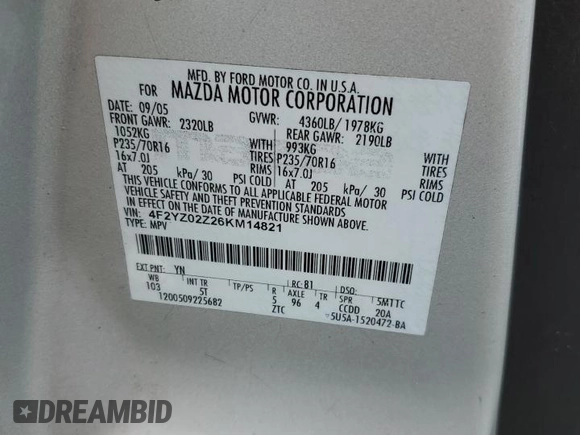 MFD. BY FORD MOTOR CO. IN U.S.A.
FOR MAZDA MOTOR CORPORATION
DATE: 09/05 GVWR: 4360LB/ 1978KG
FRONT GAWR: 2320LB REAR GAWR: 2190LB
1052KG WITH 993KG WITH
P235/70R16 TIRES P235/70R16 TIRES
16x7.0J RIMS 16x7.0J RIMS
AT 205 kPa/ 30 PSI COLD AT 205 kPa/ 30 PSI COLD
THIS VEHICLE CONFORMS TO ALL APPLICABLE FEDERAL MOTOR
VEHICLE SAFETY AND THEFT PREVENTION
STANDARDS IN EFFECT ON THE DATE OF MANUFACTURE SHOWN ABOVE.
VIN: 4F2YZ02Z26KM14821
TYPE: MPV
EXT PNT: YN RC: 81 DSO:
WB INT TR TP/PS R AXLE TR SPR 5MTTC
103 5T 5 96 4 CCDD 20A
1200509225682 ZTC 5U5A-1520472-BA
DREAMBID